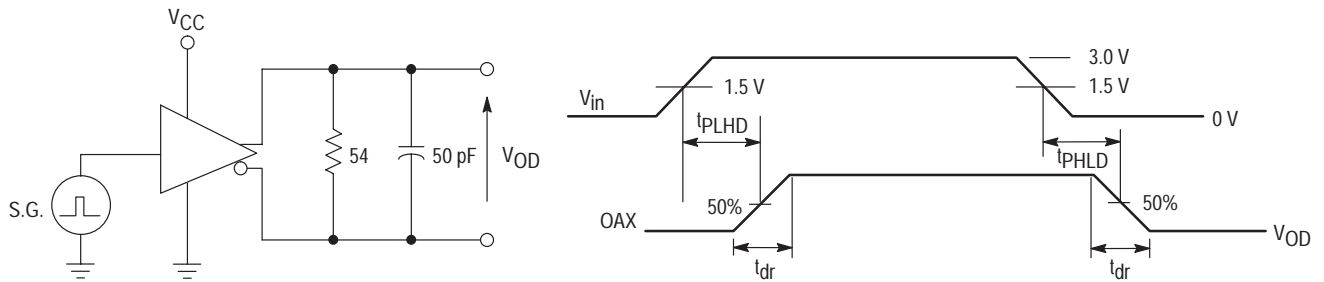 VCC
S.G.
54
50 pF
VOD
Vin
1.5 V
3.0 V
1.5 V
0 V
tPLHD
tPHLD
OAX
50%
50%
VOD
tdr
tdr